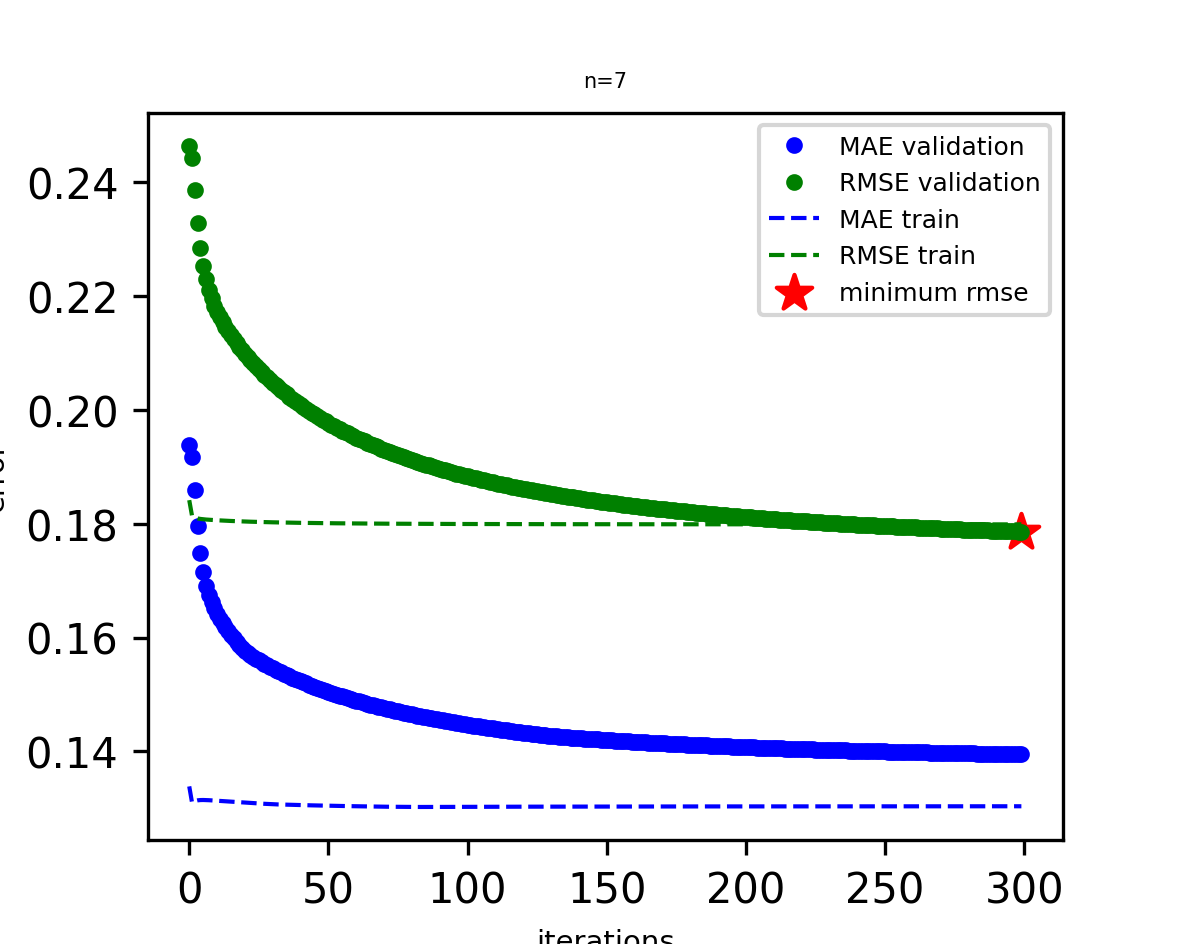 n=7
0.24
0.22
0.20
0.18
0.16
0.14
0 50 100 150 200 250 300
iterations
MAE validation
RMSE validation
MAE train
RMSE train
minimum rmse